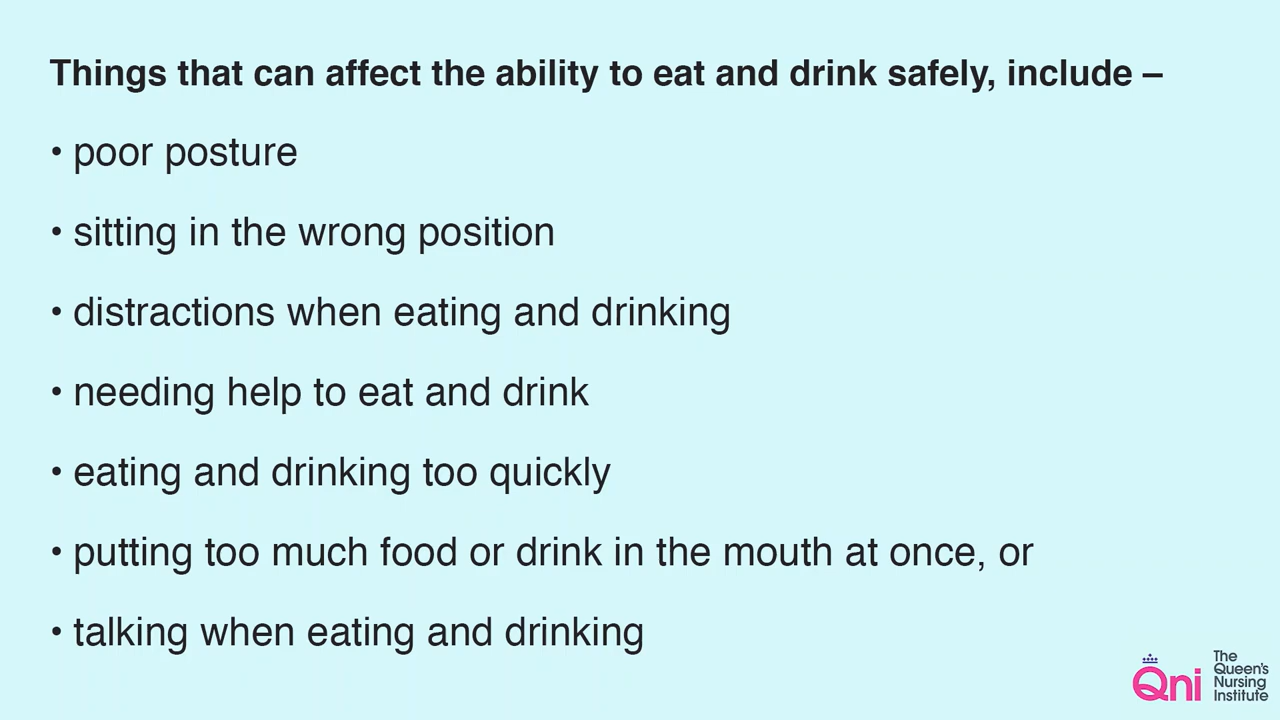 Things that can affect the ability to eat and drink safely, include –
• poor posture
• sitting in the wrong position
• distractions when eating and drinking
• needing help to eat and drink
• eating and drinking too quickly
• putting too much food or drink in the mouth at once, or
• talking when eating and drinking
Qni
The
Queen's
Nursing
Institute